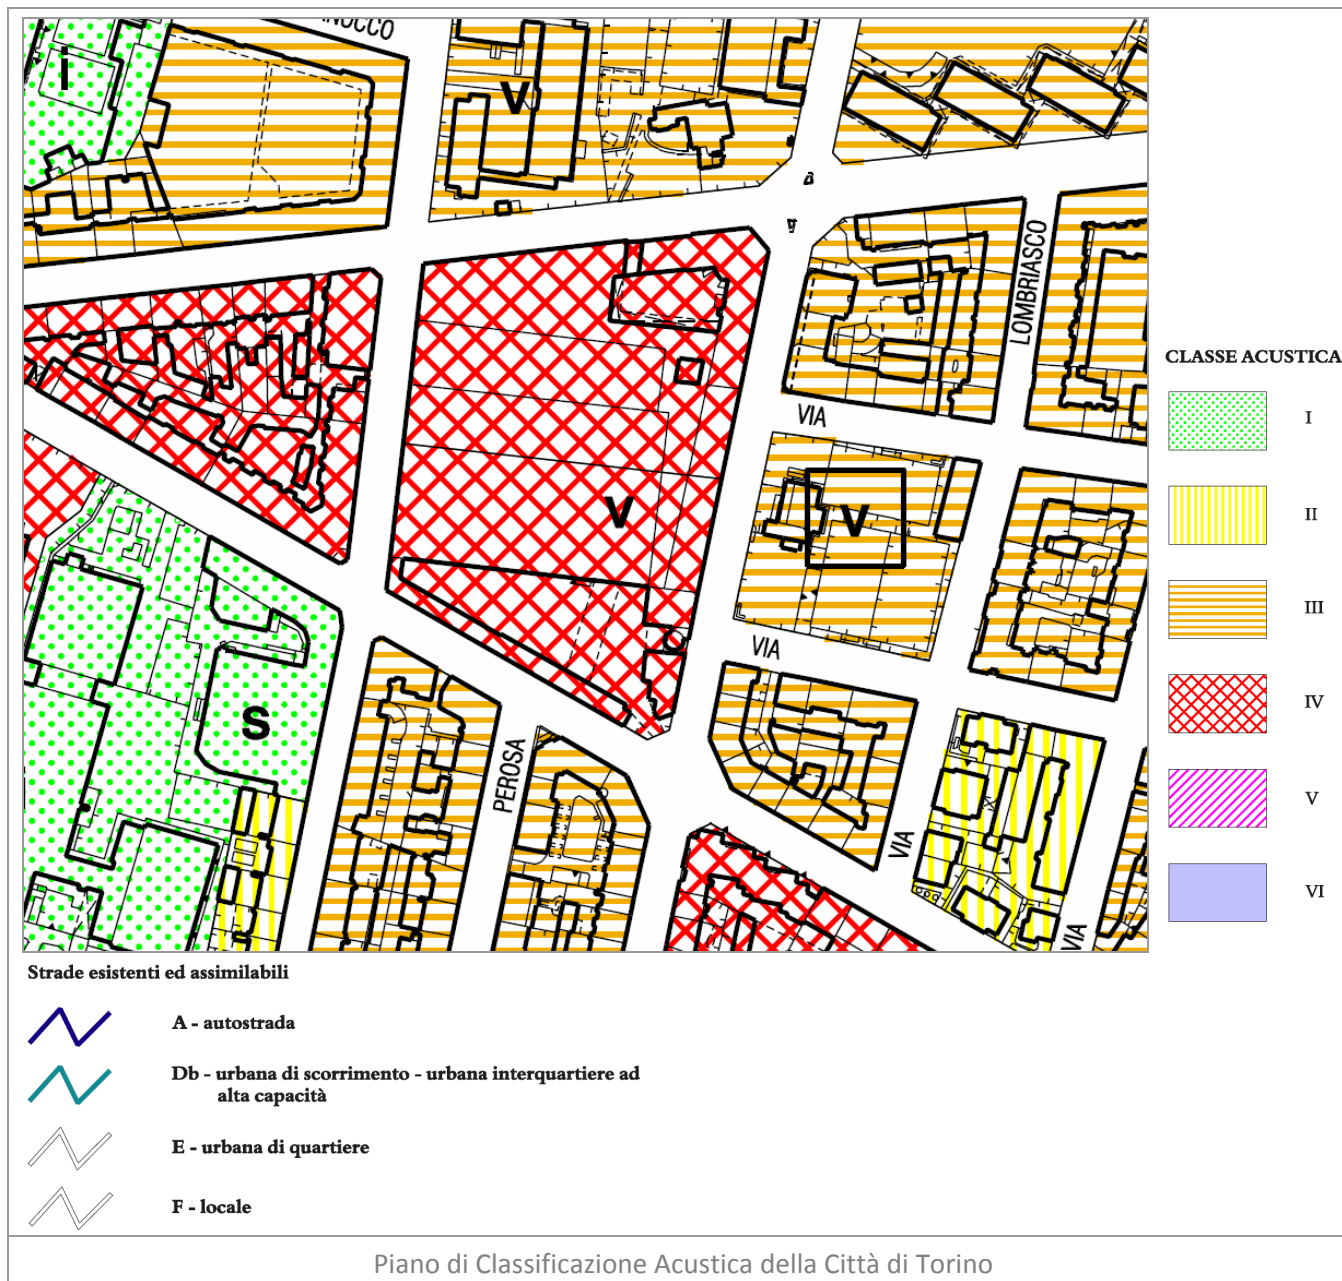 i
V
LOMBRIASCO
VIA
V
V
VIA
S
PEROSA
VIA
VIA
CLASSE ACUSTICA
I
II
III
IV
V
VI
Strade esistenti ed assimilabili
A - autostrada
Db - urbana di scorrimento - urbana interquartiere ad
alta capacità
E - urbana di quartiere
F - locale
Piano di Classificazione Acustica della Città di Torino